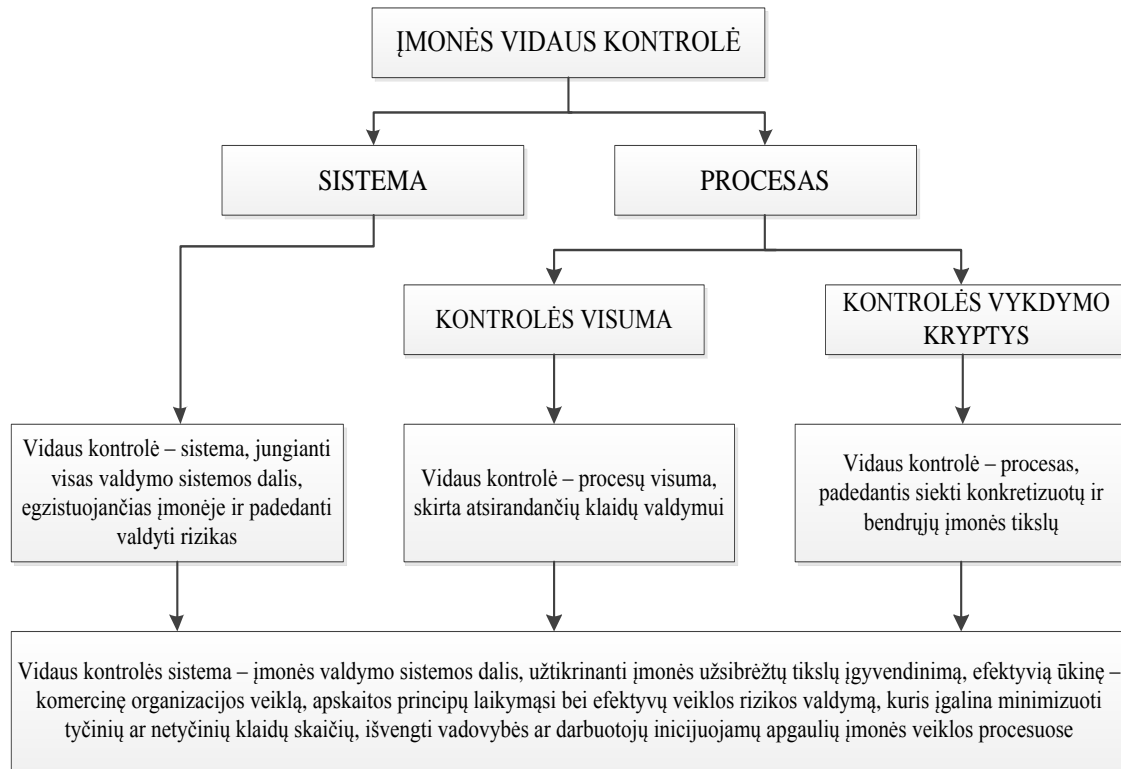 ĮMONĖS VIDAUS KONTROLĖ
SISTEMA
PROCESAS
KONTROLĖS VISUMA
KONTROLĖS VYKDYMO
KRYPTYS
Vidaus kontrolė – sistema, jungianti
visas valdymo sistemos dalis,
egzistuojančias įmonėje ir padedanti
valdyti rizikas
Vidaus kontrolė – procesų visuma,
skirta atsirandančių klaidų valdymui
Vidaus kontrolė – procesas,
padedantis siekti konkretizuotų ir
bendrųjų įmonės tikslų
Vidaus kontrolės sistema – įmonės valdymo sistemos dalis, užtikrinanti įmonės užsibrėžtų tikslų įgyvendinimą, efektyvią ūkinę –
komercinę organizacijos veiklą, apskaitos principų laikymąsi bei efektyvų veiklos rizikos valdymą, kuris įgalina minimizuoti
tyčinių ar netyčinių klaidų skaičių, išvengti vadovybės ar darbuotojų inicijuojamų apgaulių įmonės veiklos procesuose